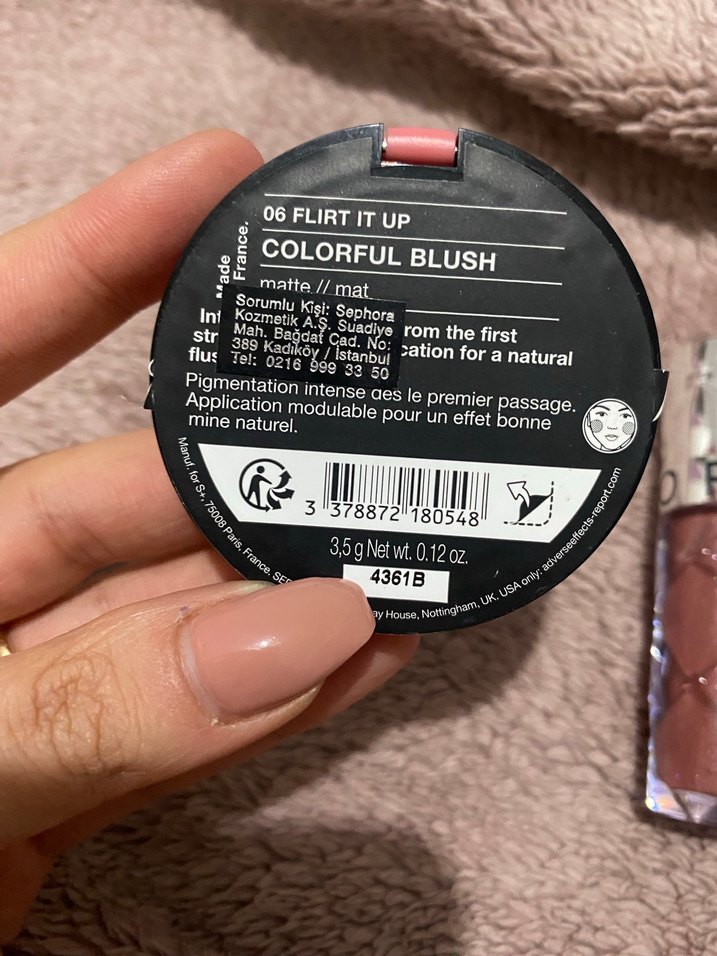 06 FLIRT IT UP
COLORFUL BLUSH
matte // mat
Made
France.
Sorumlu Kişi: Sephora
Kozmetik A.Ş. Suadiye
Mah. Bağdat Cad. No:
389 Kadıköy / İstanbul
Tel: 0216 999 33 50
rom the first
cation for a natural
Pigmentation intense dès le premier passage.
Application modulable pour un effet bonne
mine naturel.
3 378872 180548
3,5 g Net wt. 0.12 oz.
4361B
Manuf. for S+, 75008 Paris, France.
House, Nottingham, UK. USA only: adverseeffects-report.com